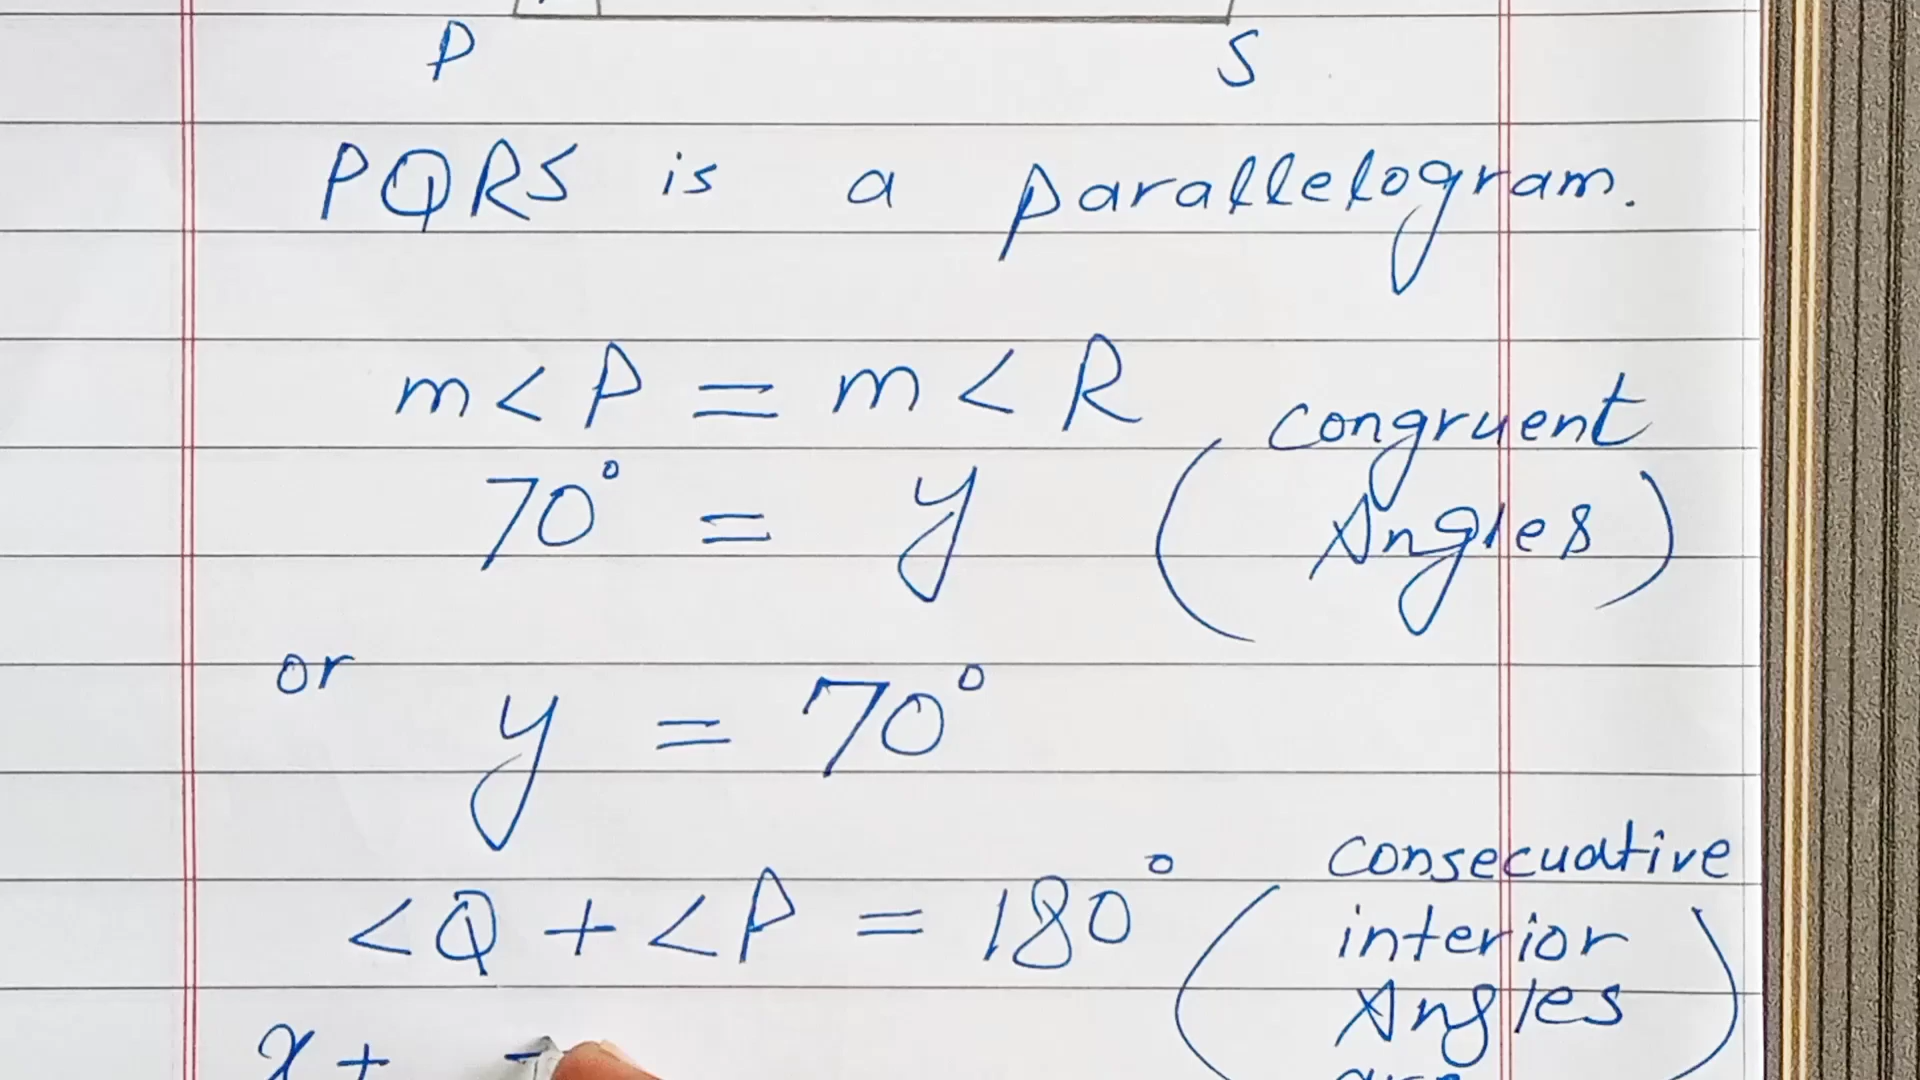 P S
PQRS is a parallelogram.
m<P = m<R
70° = y (congruent Angles)
or y = 70°
<Q + <P = 180° (consecuative interior Angles
x +